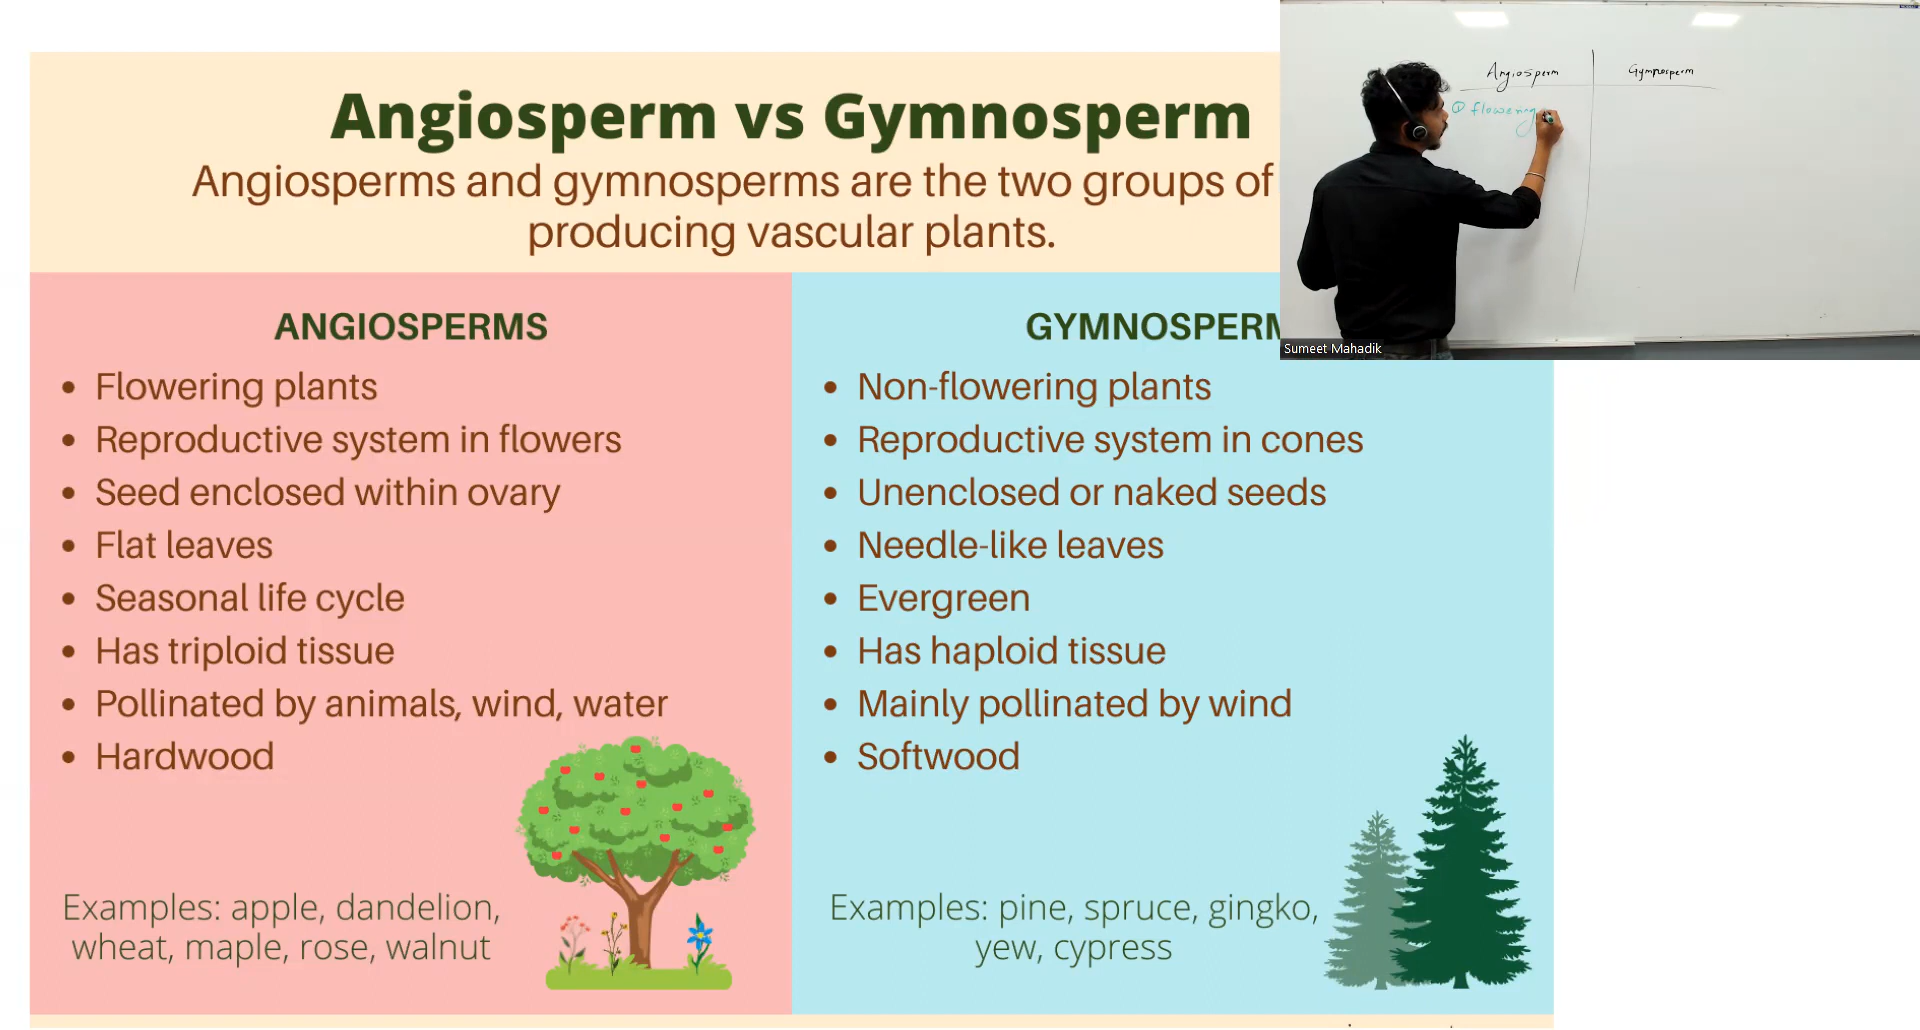 Angiosperm vs Gymnosperm
Angiosperms and gymnosperms are the two groups of
producing vascular plants.
ANGIOSPERMS
• Flowering plants
• Reproductive system in flowers
• Seed enclosed within ovary
• Flat leaves
• Seasonal life cycle
• Has triploid tissue
• Pollinated by animals, wind, water
• Hardwood
Examples: apple, dandelion,
wheat, maple, rose, walnut
GYMNOSPERM
• Non-flowering plants
• Reproductive system in cones
• Unenclosed or naked seeds
• Needle-like leaves
• Evergreen
• Has haploid tissue
• Mainly pollinated by wind
• Softwood
Examples: pine, spruce, gingko,
yew, cypress
Angiosperm
Gymnosperm
① flowering
Sumeet Mahadik